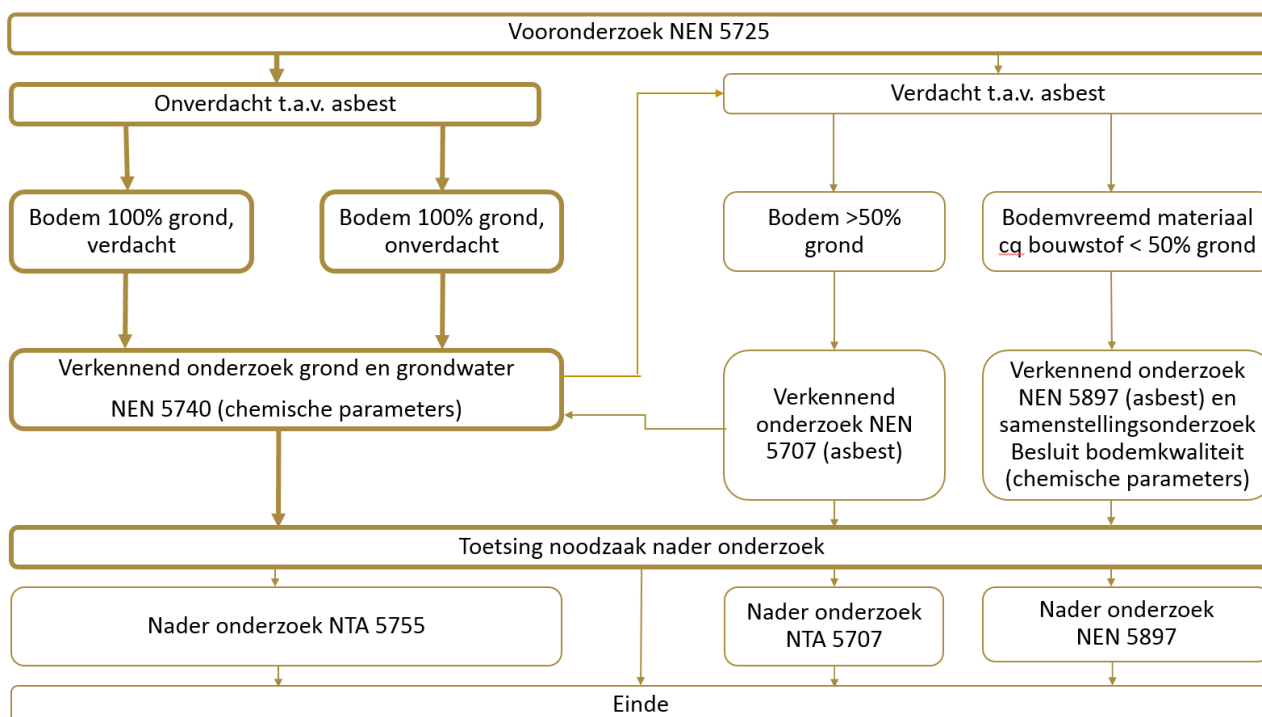 Vooronderzoek NEN 5725
Onverdacht t.a.v. asbest
Verdacht t.a.v. asbest
Bodem 100% grond,
verdacht
Bodem 100% grond,
onverdacht
Bodem >50%
grond
Bodemvreemd materiaal
cq bouwstof < 50% grond
Verkennend onderzoek grond en grondwater
NEN 5740 (chemische parameters)
Verkennend
onderzoek NEN
5707 (asbest)
Verkennend onderzoek
NEN 5897 (asbest) en
samenstellingsonderzoek
Besluit bodemkwaliteit
(chemische parameters)
Toetsing noodzaak nader onderzoek
Nader onderzoek NTA 5755
Nader onderzoek
NTA 5707
Nader onderzoek
NEN 5897
Einde